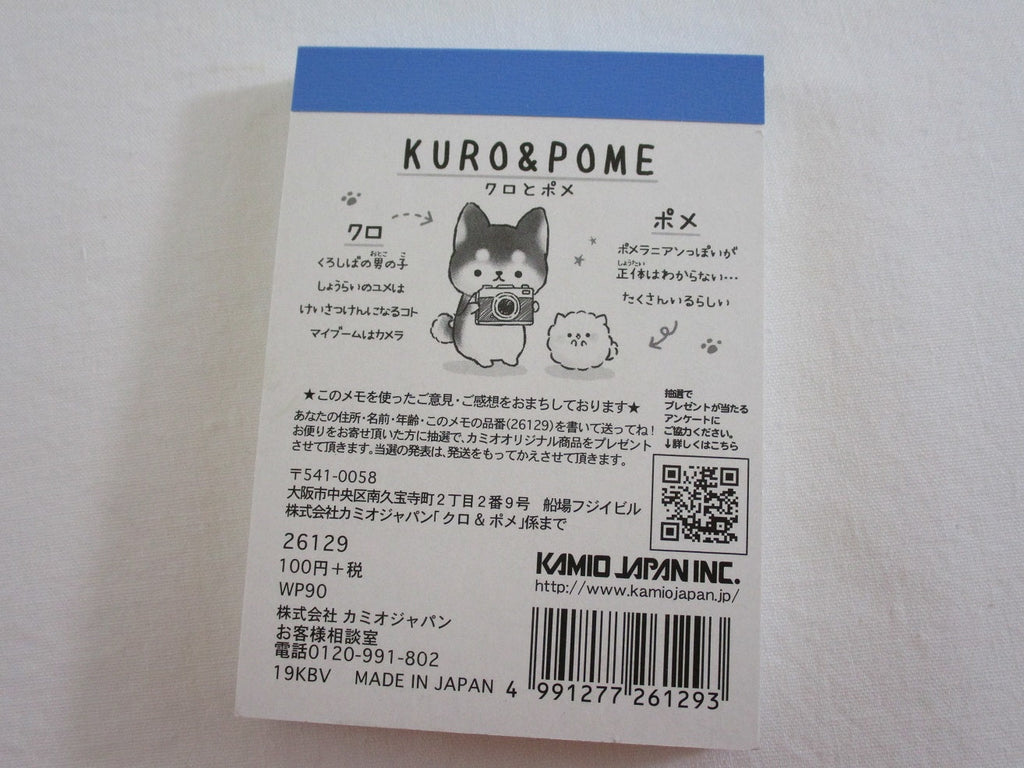 KURO&POME
クロとポメ
クロ
くろしばの男の子
おとこ こ
しょうらいのユメは
けいさつけんになるコト
マイブームはカメラ
ポメ
ポメラニアンっぽいが
しょうたい
正体はわからない…
たくさんいるらしい
★このメモを使ったご意見・ご感想をおまちしております★
あなたの住所・名前・年齢・このメモの品番(26129)を書いて送ってね!
お便りをお寄せ頂いた方に抽選で、カミオオリジナル商品をプレゼント
させて頂きます。当選の発表は、発送をもってかえさせて頂きます。
抽選で
プレゼントが当たる
アンケートに
ご協力ください。
↓詳しくはこちら
〒541-0058
大阪市中央区南久宝寺町2丁目2番9号 船場フジイビル
株式会社カミオジャパン「クロ & ポメ」係まで
26129
100円+税
WP90
株式会社 カミオジャパン
お客様相談室
電話0120-991-802
19KBV MADE IN JAPAN
KAMIO JAPAN INC.
http://www.kamiojapan.jp/
4 991277 261293